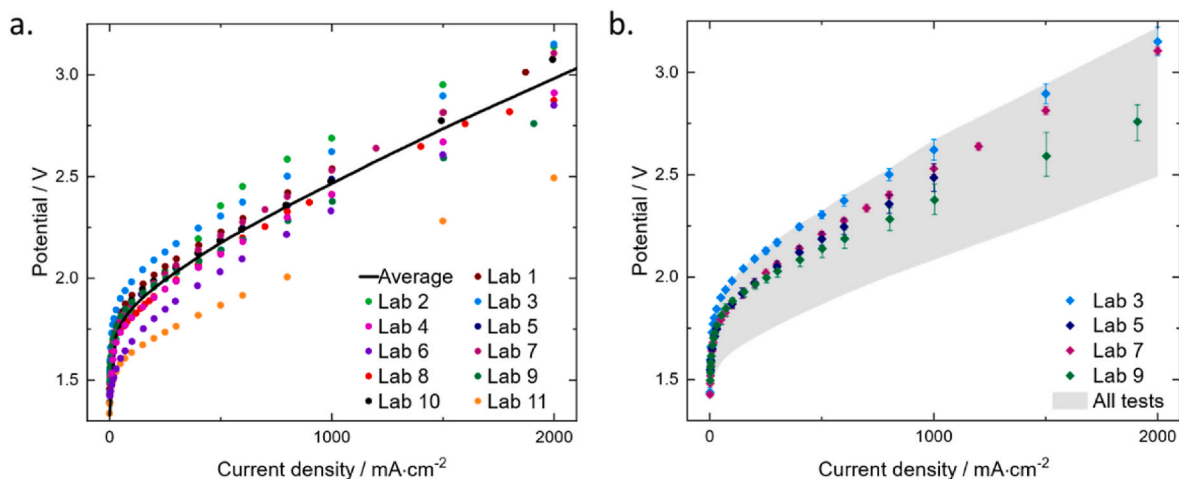 a.
Potential / V
3.0
2.5
2.0
1.5
Average
Lab 1
Lab 2
Lab 3
Lab 4
Lab 5
Lab 6
Lab 7
Lab 8
Lab 9
Lab 10
Lab 11
0
1000
2000
Current density / mA·cm⁻²
b.
Potential / V
3.0
2.5
2.0
1.5
Lab 3
Lab 5
Lab 7
Lab 9
All tests
0
1000
2000
Current density / mA·cm⁻²